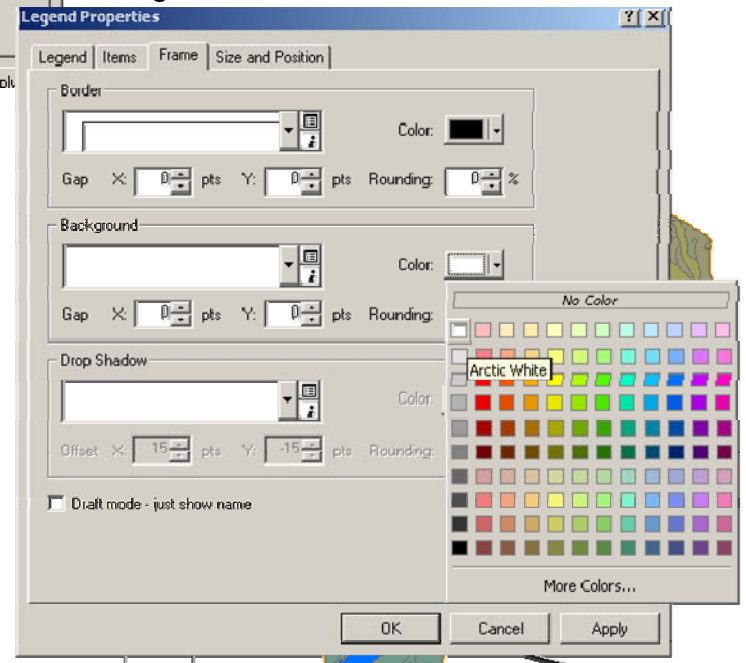 Legend Properties
Legend Items Frame Size and Position
Border
Color:
Gap X: 0 pts Y: 0 pts Rounding: 0 %
Background
Color:
Gap X: 0 pts Y: 0 pts Rounding:
No Color
Arctic White
Drop Shadow
Color:
Offset X: 15 pts Y: -15 pts Rounding:
Draft mode - just show name
More Colors...
OK Cancel Apply